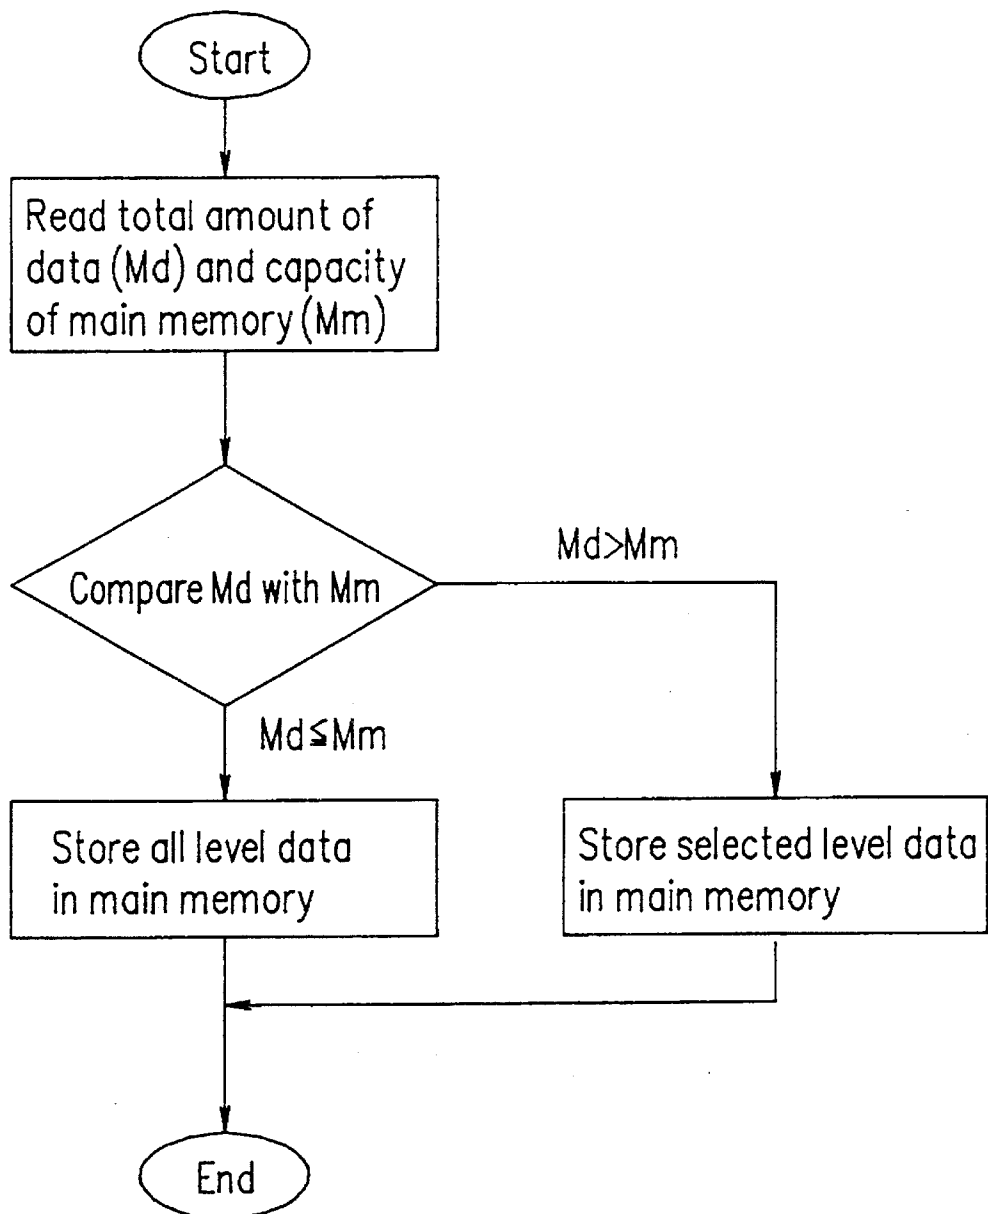 Start
Read total amount of
data (Md) and capacity
of main memory (Mm)
Compare Md with Mm
Md>Mm
Md≦Mm
Store all level data
in main memory
Store selected level data
in main memory
End